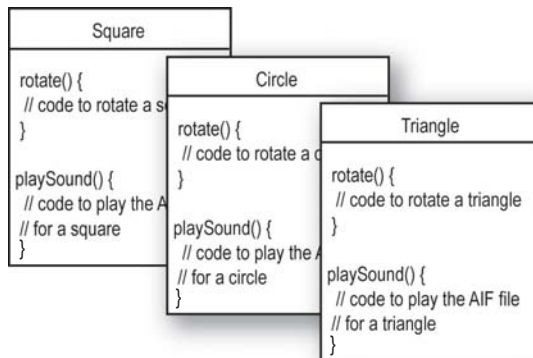 Square
rotate() {
// code to rotate a
}
playSound() {
// code to play the
// for a square
}
Circle
rotate() {
// code to rotate a
}
playSound() {
// code to play the
// for a circle
}
Triangle
rotate() {
// code to rotate a triangle
}
playSound() {
// code to play the AIF file
// for a triangle
}